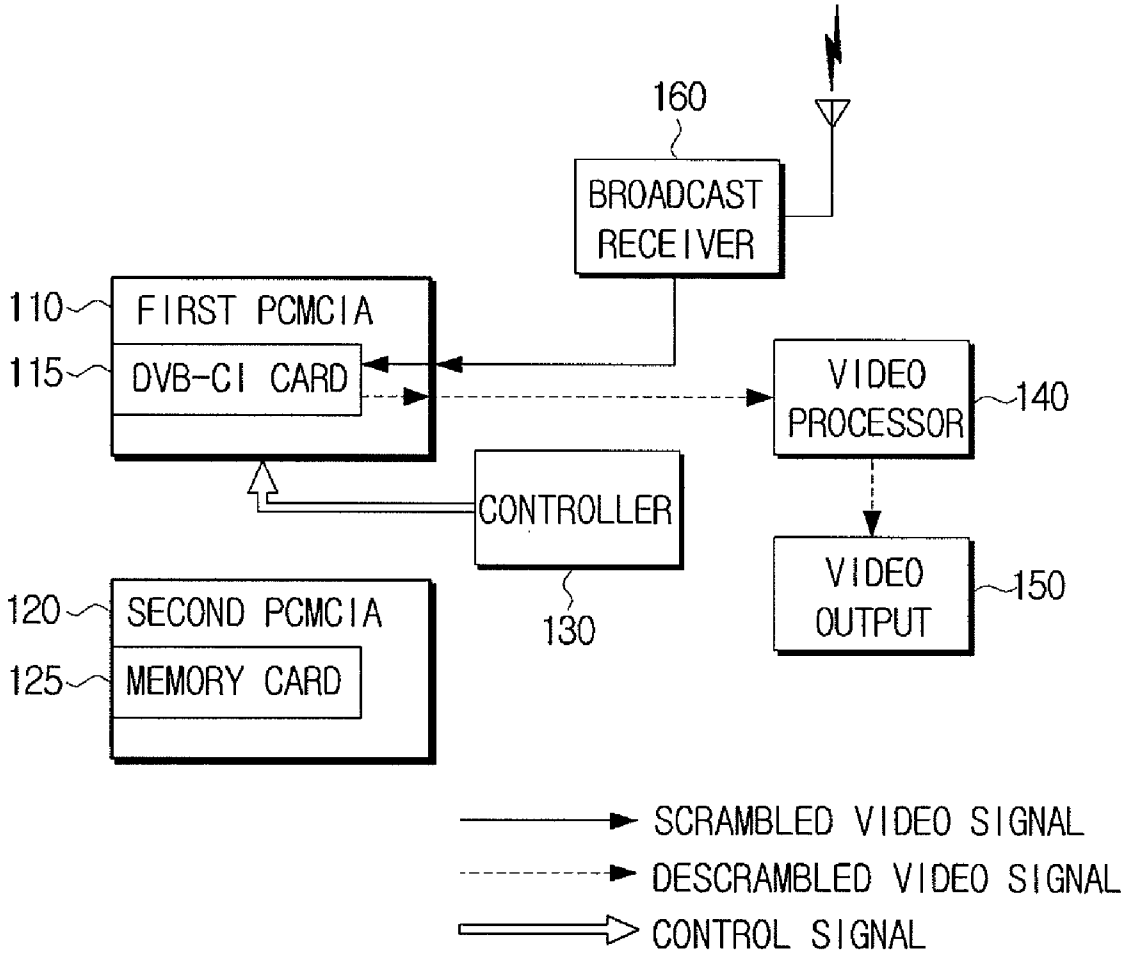 160
BROADCAST
RECEIVER
110
FIRST PCMCIA
115
DVB-CI CARD
VIDEO
PROCESSOR
140
CONTROLLER
130
VIDEO
OUTPUT
150
120
SECOND PCMCIA
125
MEMORY CARD
SCRAMBLED VIDEO SIGNAL
DESCRAMBLED VIDEO SIGNAL
CONTROL SIGNAL